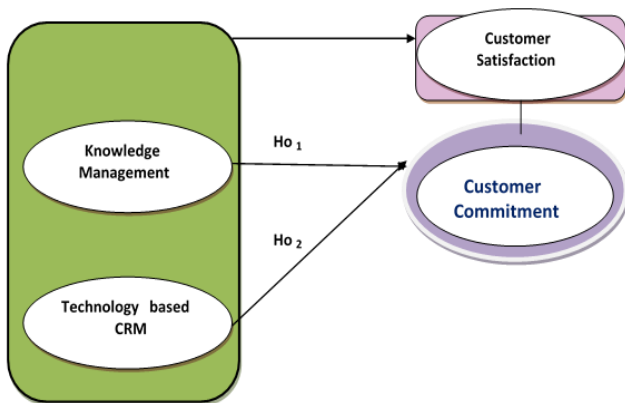 Customer
Satisfaction
Knowledge
Management
Ho 1
Customer
Commitment
Ho 2
Technology based
CRM